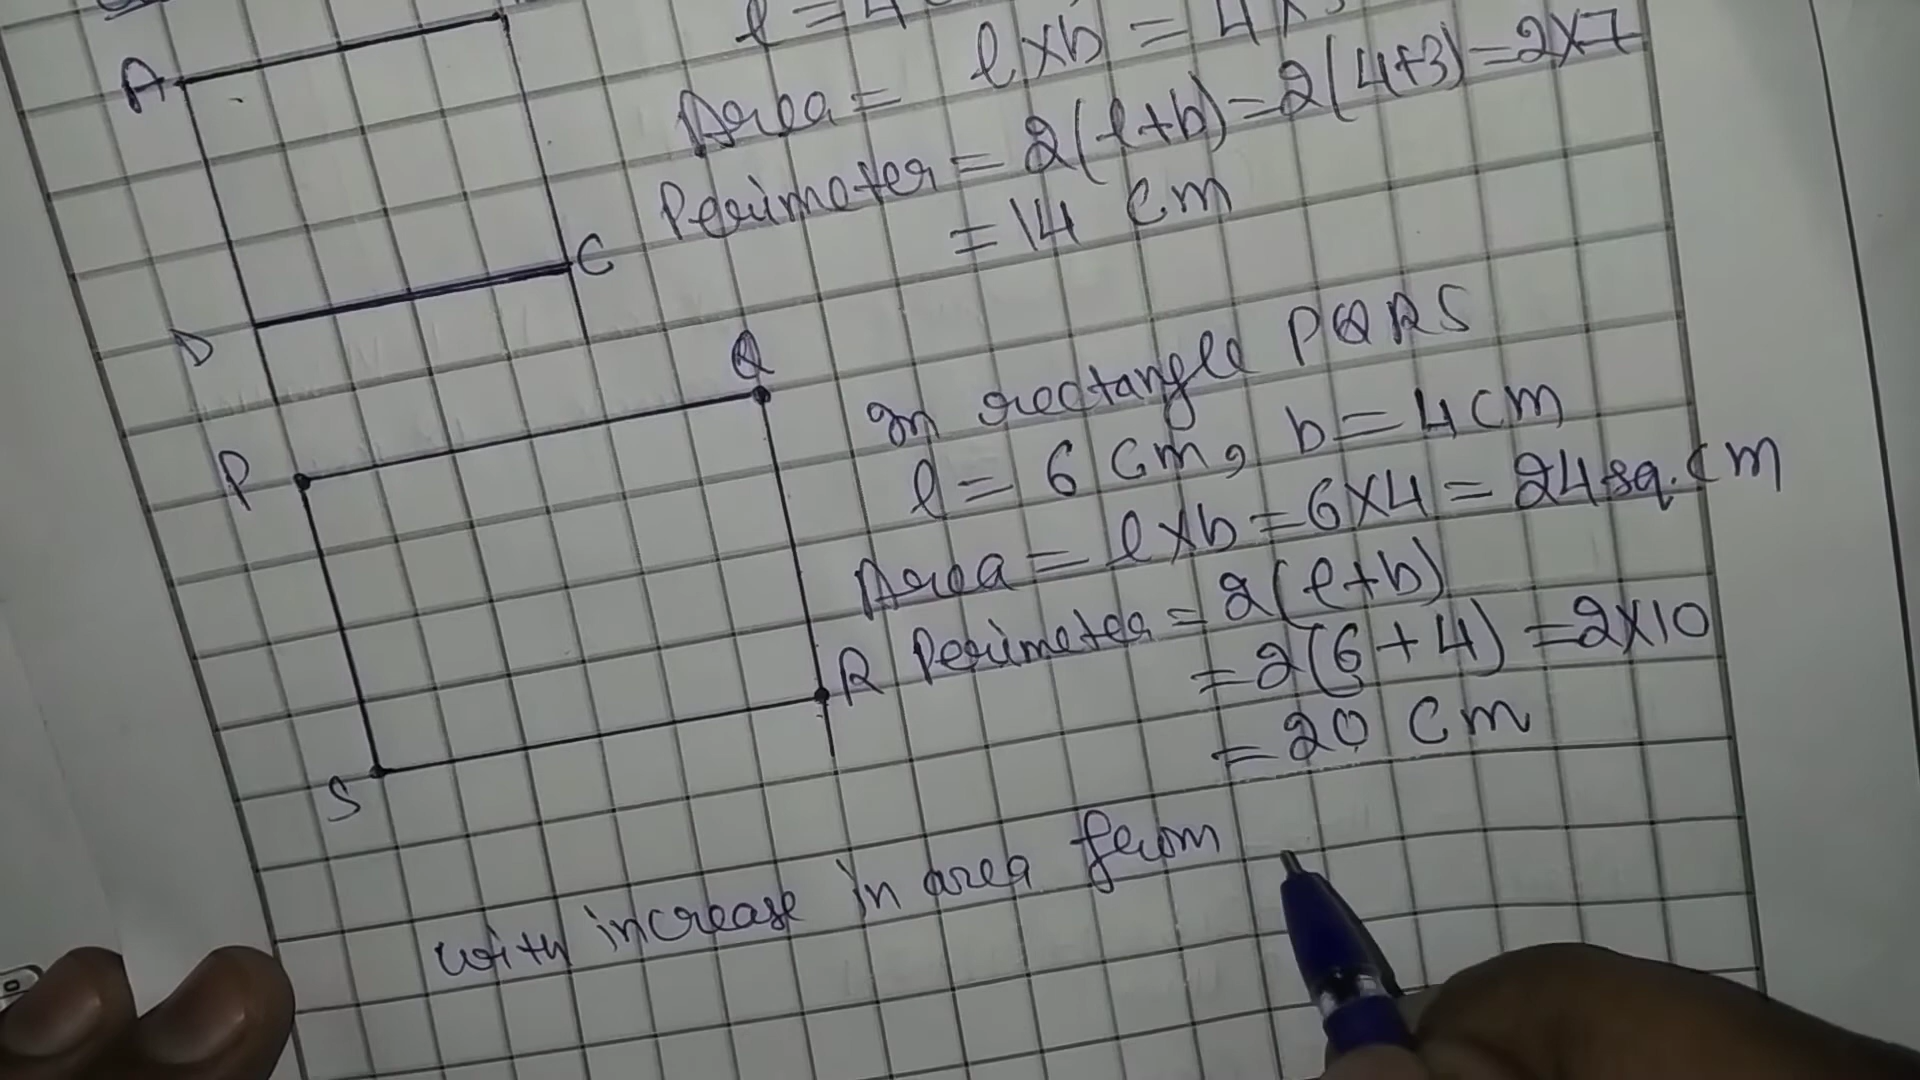 l = 4
A
Area = l×b = 4×
Perimeter = 2(l+b) = 2(4+3) = 2×7
= 14 cm
C
D
Q
P
In rectangle PQRS
l = 6 cm, b = 4 cm
Area = l×b = 6×4 = 24 sq. cm
R
Perimeter = 2(l+b)
= 2(6+4) = 2×10
= 20 cm
S
with increase in area from